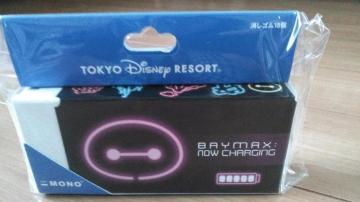 消しゴム10個
TOKYO Disney RESORT®
BAYMAX:
NOW CHARGING
MONO